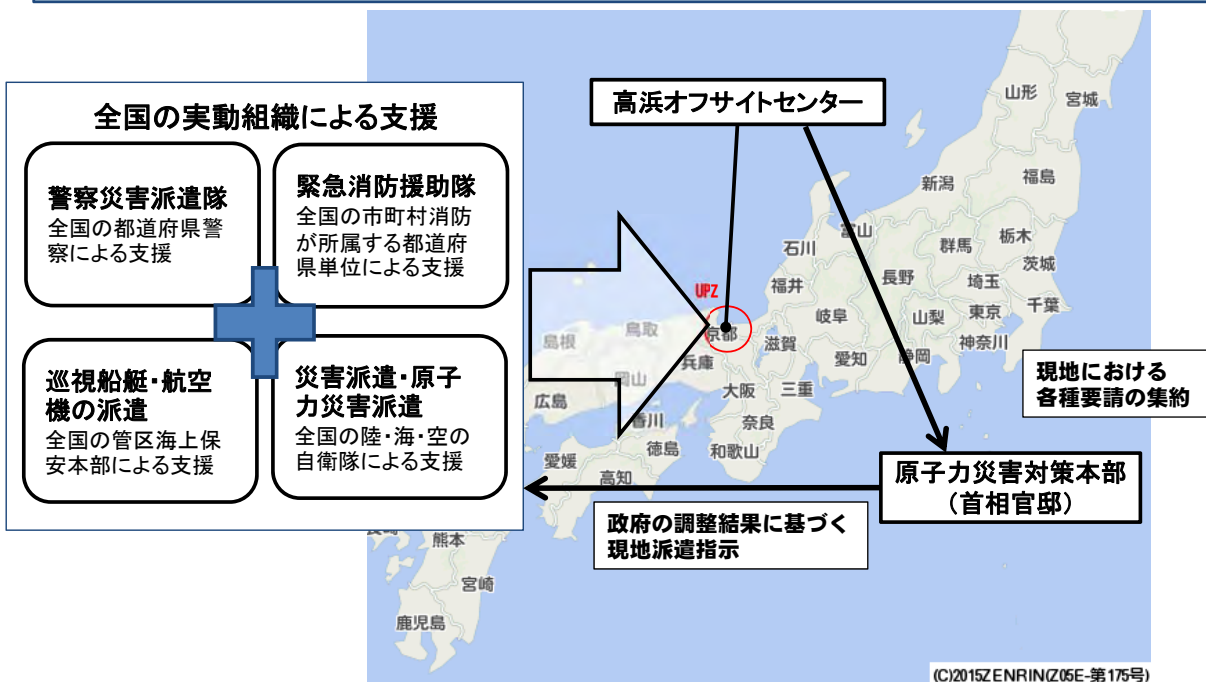 全国の実動組織による支援
警察災害派遣隊
全国の都道府県警
察による支援
緊急消防援助隊
全国の市町村消防
が所属する都道府
県単位による支援
巡視船艇・航空
機の派遣
全国の管区海上保
安本部による支援
災害派遣・原子
力災害派遣
全国の陸・海・空の
自衛隊による支援
高浜オフサイトセンター
現地における
各種要請の集約
原子力災害対策本部
（首相官邸）
政府の調整結果に基づく
現地派遣指示
UPZ
山形
宮城
新潟
福島
富山
石川
群馬
栃木
福井
長野
埼玉
茨城
岐阜
山梨
東京
千葉
京都
滋賀
愛知
静岡
神奈川
鳥取
島根
兵庫
岡山
大阪
三重
広島
香川
奈良
徳島
和歌山
愛媛
高知
長崎
熊本
宮崎
鹿児島
(C)2015ZENRIN(Z05E-第175号)